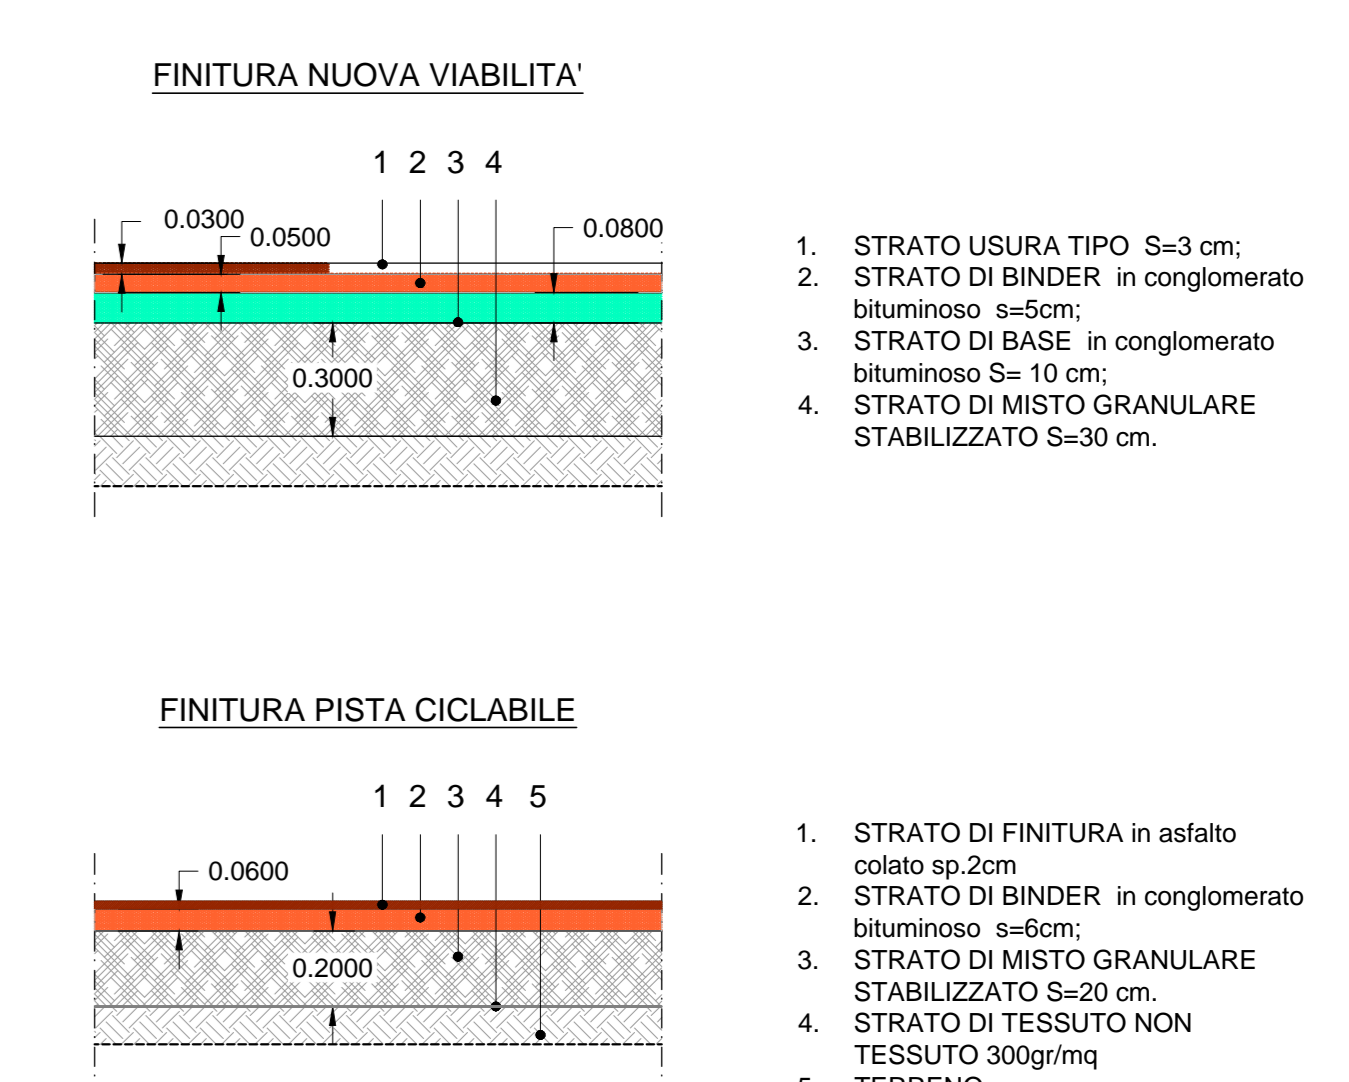 FINITURA NUOVA VIABILITA'
1 2 3 4
0.0300
0.0500
0.0800
0.3000
1. STRATO USURA TIPO S=3 cm;
2. STRATO DI BINDER in conglomerato
bituminoso s=5cm;
3. STRATO DI BASE in conglomerato
bituminoso S= 10 cm;
4. STRATO DI MISTO GRANULARE
STABILIZZATO S=30 cm.
FINITURA PISTA CICLABILE
1 2 3 4 5
0.0600
0.2000
1. STRATO DI FINITURA in asfalto
colato sp.2cm
2. STRATO DI BINDER in conglomerato
bituminoso s=6cm;
3. STRATO DI MISTO GRANULARE
STABILIZZATO S=20 cm.
4. STRATO DI TESSUTO NON
TESSUTO 300gr/mq
5. TERRENO